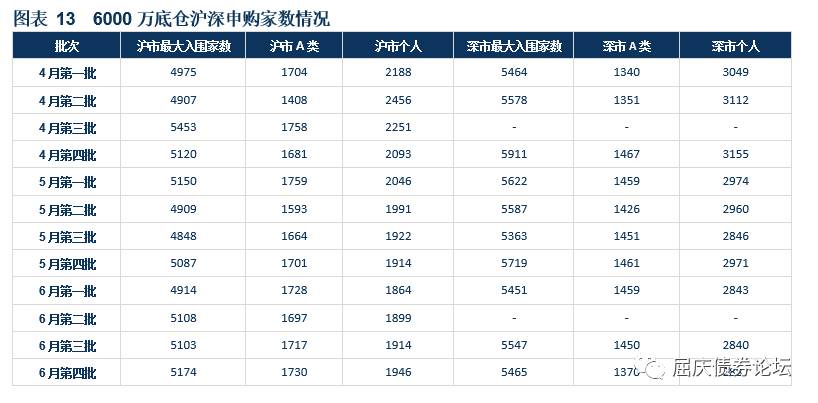 图表 13 6000 万底仓沪深申购家数情况
批次 沪市最大入围家数 沪市 A 类 沪市个人 深市最大入围家数 深市 A 类 深市个人
4 月第一批 4975 1704 2188 5464 1340 3049
4 月第二批 4907 1408 2456 5578 1351 3112
4 月第三批 5453 1758 2251 - - -
4 月第四批 5120 1681 2093 5911 1467 3155
5 月第一批 5150 1759 2046 5622 1459 2974
5 月第二批 4909 1593 1991 5587 1426 2960
5 月第三批 4848 1664 1922 5363 1451 2846
5 月第四批 5087 1701 1914 5719 1461 2971
6 月第一批 4914 1728 1864 5451 1459 2843
6 月第二批 5108 1697 1899 - - -
6 月第三批 5103 1717 1914 5547 1450 2840
6 月第四批 5174 1730 1946 5465 1370
屈庆债券论坛